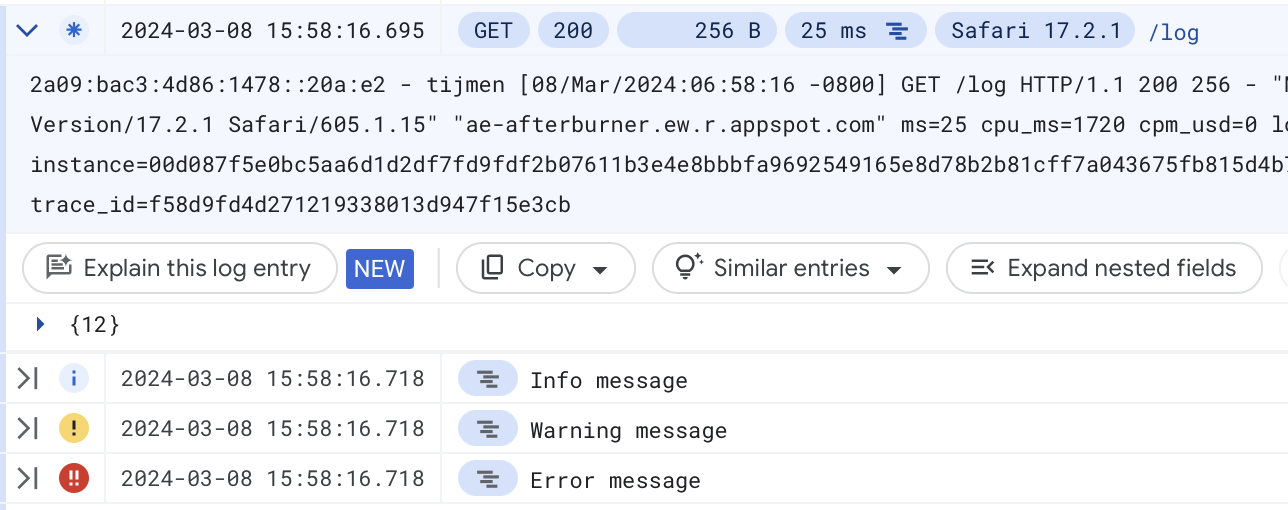 2024-03-08 15:58:16.695 GET 200 256 B 25 ms Safari 17.2.1 /log
2a09:bac3:4d86:1478::20a:e2 - tijmen [08/Mar/2024:06:58:16 -0800] GET /log HTTP/1.1 200 256 - "
Version/17.2.1 Safari/605.1.15" "ae-afterburner.ew.r.appspot.com" ms=25 cpu_ms=1720 cpm_usd=0
instance=00d087f5e0bc5aa6d1d2df7fd9fdf2b07611b3e4e8bbbfa9692549165e8d78b2b81cff7a043675fb815d4b
trace_id=f58d9fd4d271219338013d947f15e3cb
Explain this log entry NEW Copy Similar entries Expand nested fields
{12}
2024-03-08 15:58:16.718 Info message
2024-03-08 15:58:16.718 Warning message
2024-03-08 15:58:16.718 Error message